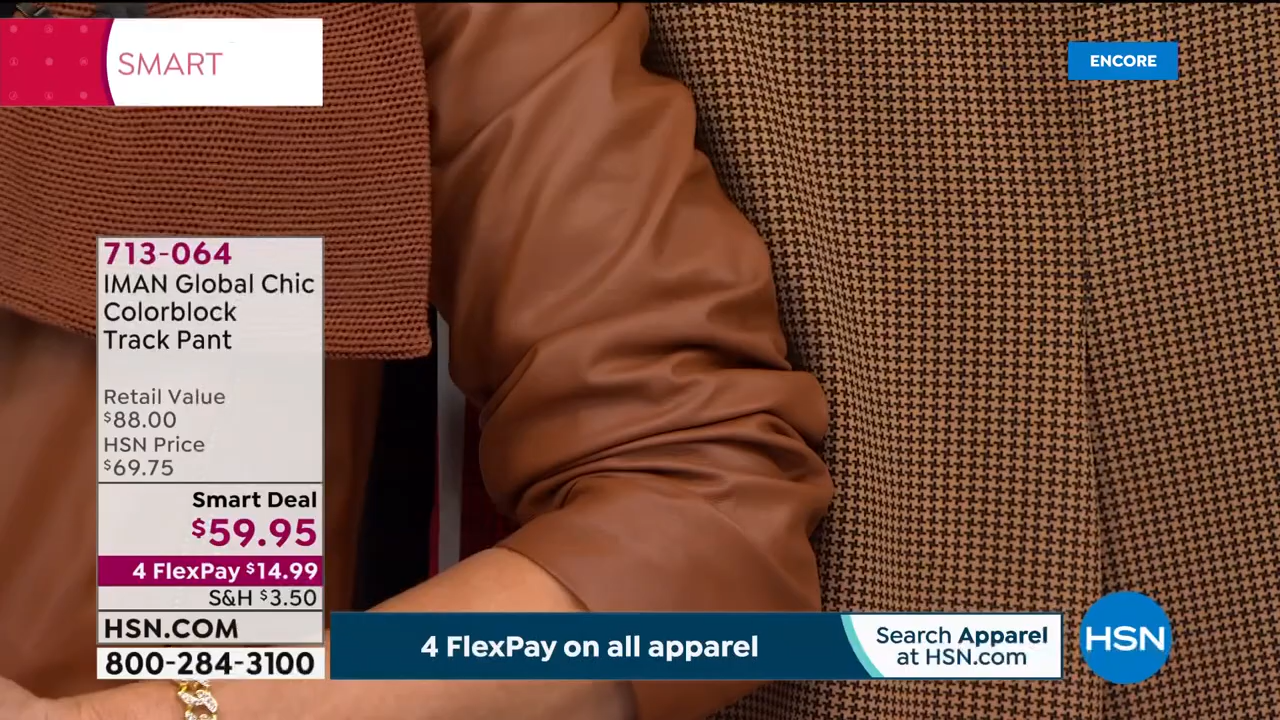 SMART
ENCORE
713-064
IMAN Global Chic
Colorblock
Track Pant
Retail Value
$88.00
HSN Price
$69.75
Smart Deal
$59.95
4 FlexPay $14.99
S&H $3.50
HSN.COM
800-284-3100
4 FlexPay on all apparel
Search Apparel
at HSN.com
HSN